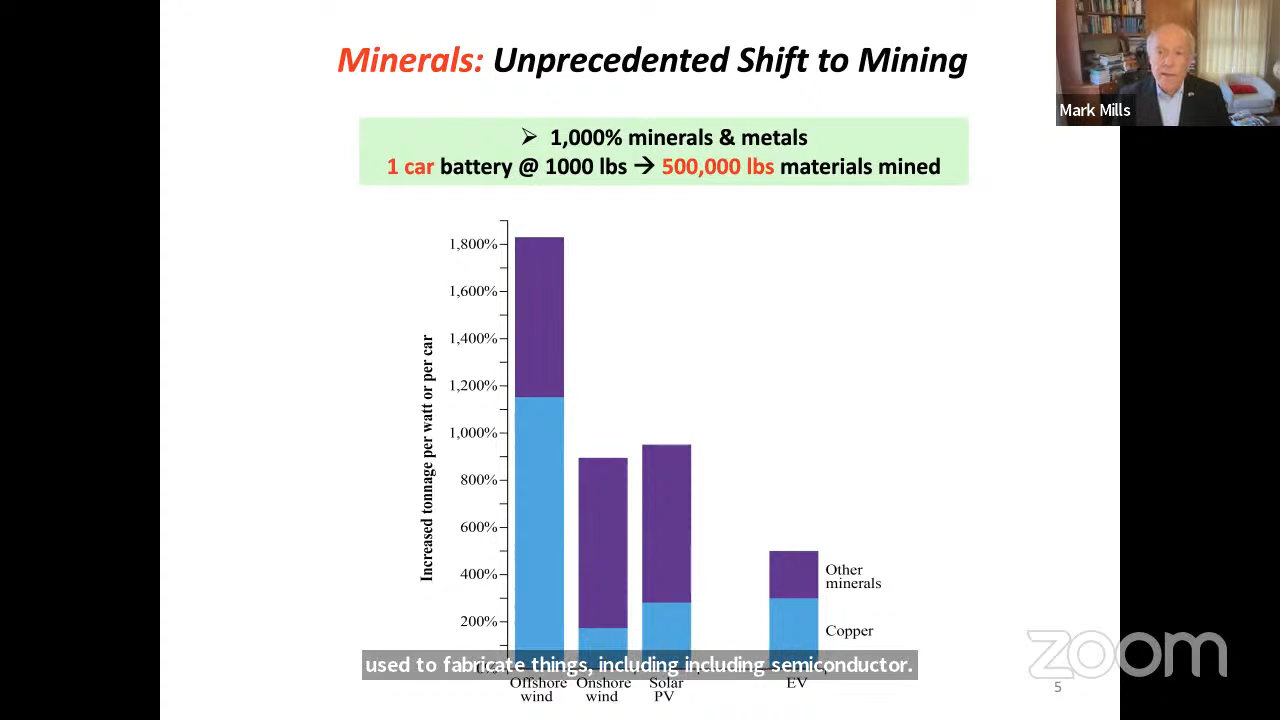 Minerals: Unprecedented Shift to Mining
Mark Mills
➢ 1,000% minerals & metals
1 car battery @ 1000 lbs → 500,000 lbs materials mined
Increased tonnage per watt or per car
1,800%
1,600%
1,400%
1,200%
1,000%
800%
600%
400%
200%
Other
minerals
Copper
used to fabricate things, including including semiconductor.
Offshore
wind
Onshore
wind
Solar
PV
EV
zoom
5